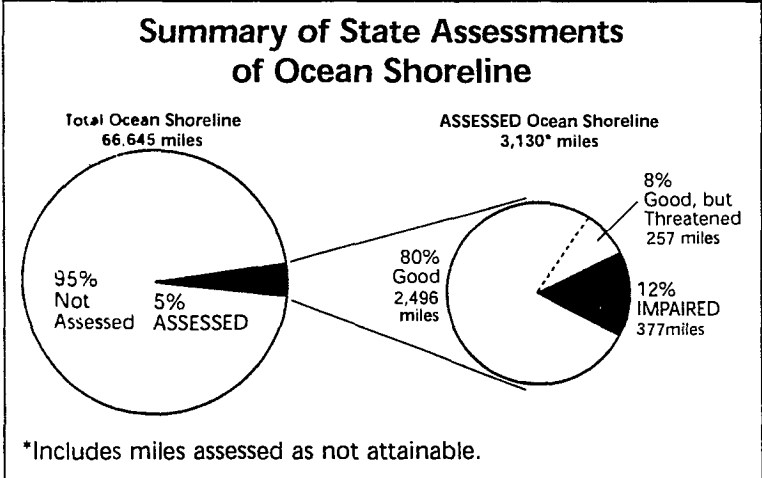 Summary of State Assessments
of Ocean Shoreline
Total Ocean Shoreline
66,645 miles
ASSESSED Ocean Shoreline
3,130* miles
95%
Not
Assessed
5%
ASSESSED
80%
Good
2,496
miles
8%
Good, but
Threatened
257 miles
12%
IMPAIRED
377miles
*Includes miles assessed as not attainable.